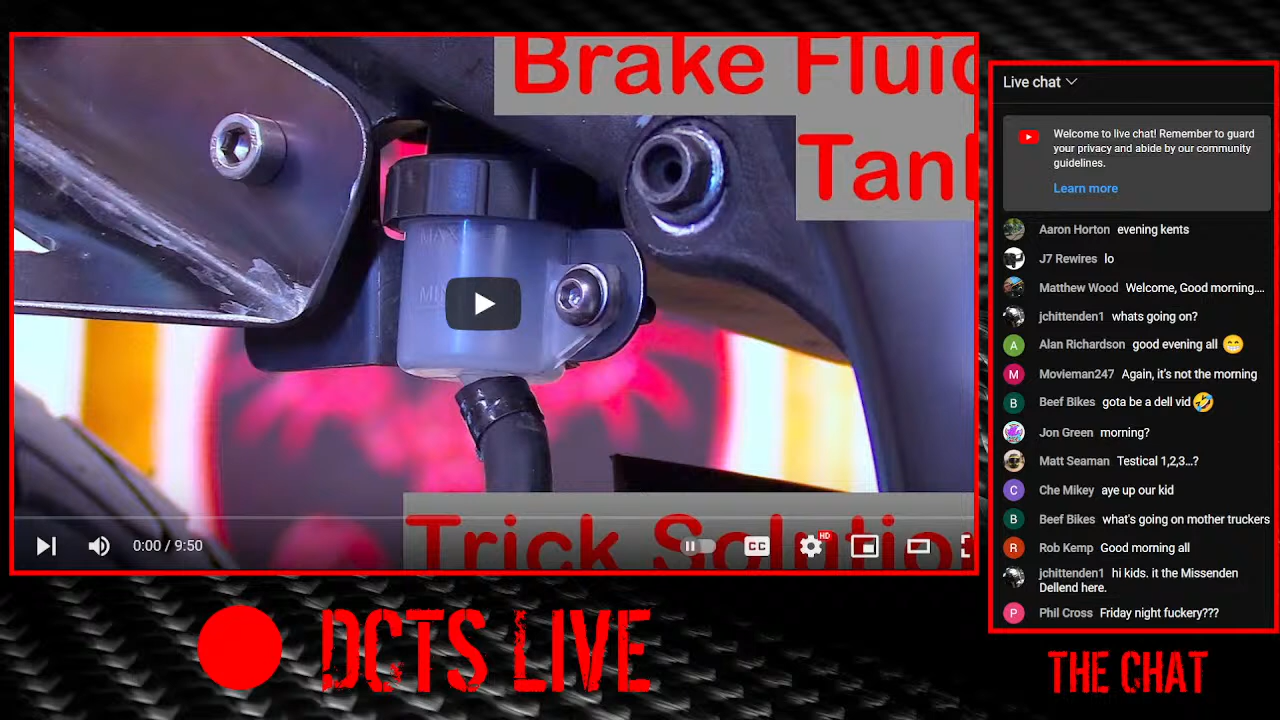 Brake Fluid
Tank
MAX
MIN
Trick Solution
0:00 / 9:50
CC
HD
DCTS LIVE
Live chat
Welcome to live chat! Remember to guard
your privacy and abide by our community
guidelines.
Learn more
Aaron Horton evening kents
J7 Rewires lo
Matthew Wood Welcome, Good morning....
jchittenden1 whats going on?
A Alan Richardson good evening all 😁
M Movieman247 Again, it's not the morning
B Beef Bikes gota be a dell vid🤣
Jon Green morning?
Matt Seaman Testical 1,2,3...?
C Che Mikey aye up our kid
B Beef Bikes what's going on mother truckers
R Rob Kemp Good morning all
jchittenden1 hi kids. it the Missenden
Dellend here.
P Phil Cross Friday night fuckery???
THE CHAT